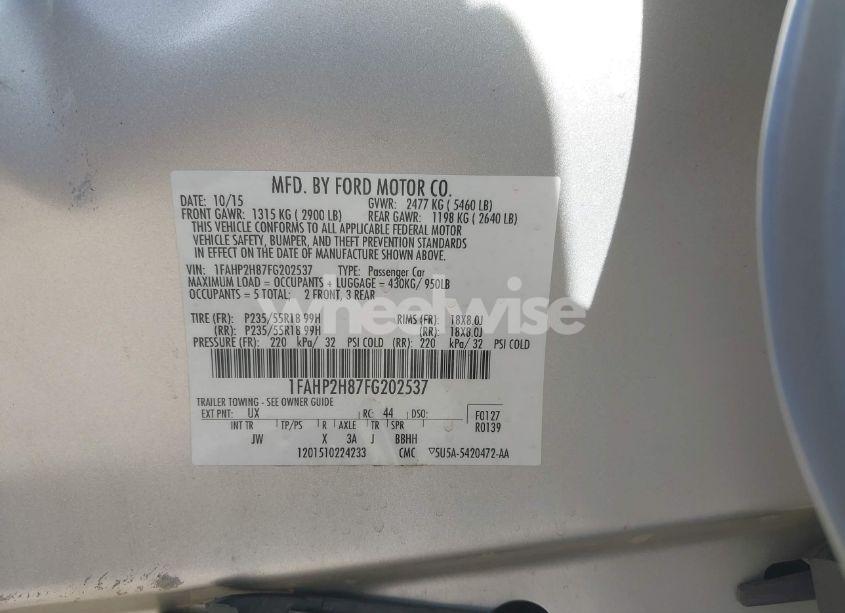 MFD. BY FORD MOTOR CO.
DATE: 10/15 GVWR: 2477 KG ( 5460 LB)
FRONT GAWR: 1315 KG ( 2900 LB) REAR GAWR: 1198 KG ( 2640 LB)
THIS VEHICLE CONFORMS TO ALL APPLICABLE FEDERAL MOTOR
VEHICLE SAFETY, BUMPER, AND THEFT PREVENTION STANDARDS
IN EFFECT ON THE DATE OF MANUFACTURE SHOWN ABOVE.
VIN: 1FAHP2H87FG202537 TYPE: Passenger Car
MAXIMUM LOAD = OCCUPANTS + LUGGAGE = 430KG/ 950LB
OCCUPANTS = 5 TOTAL: 2 FRONT, 3 REAR
wheelwise
TIRE (FR): P235/55R18 99H RIMS (FR): 18X8.0J
(RR): P235/55R18 99H (RR): 18X8.0J
PRESSURE (FR): 220 kPa/ 32 PSI COLD (RR): 220 kPa/ 32 PSI COLD
1FAHP2H87FG202537
TRAILER TOWING - SEE OWNER GUIDE
EXT PNT: UX RC: 44 DSO: F0127
INT TR TP/PS R AXLE TR SPR R0139
JW X 3A J BBHH
1201510224233 CMC ▽5U5A-5420472-AA